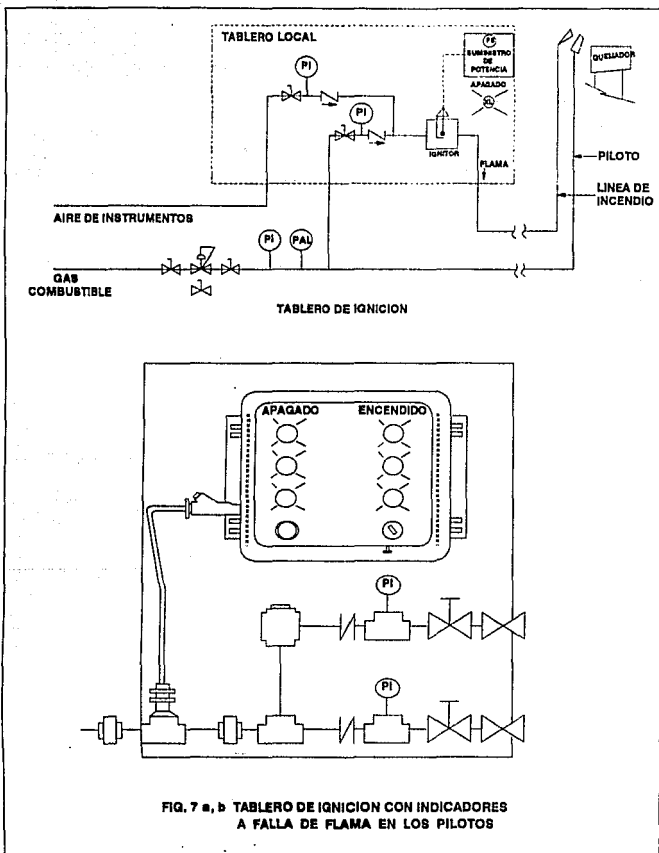 TABLERO LOCAL
PI
PI
PE
SUMINISTRO
DE
POTENCIA
APAGADO
XL
IGNITOR
FLAMA
QUEMADOR
PILOTO
LINEA DE
INCENDIO
AIRE DE INSTRUMENTOS
PI
PAL
GAS
COMBUSTIBLE
TABLERO DE IGNICION
APAGADO
ENCENDIDO
PI
PI
FIG. 7 a, b TABLERO DE IGNICION CON INDICADORES
A FALLA DE FLAMA EN LOS PILOTOS